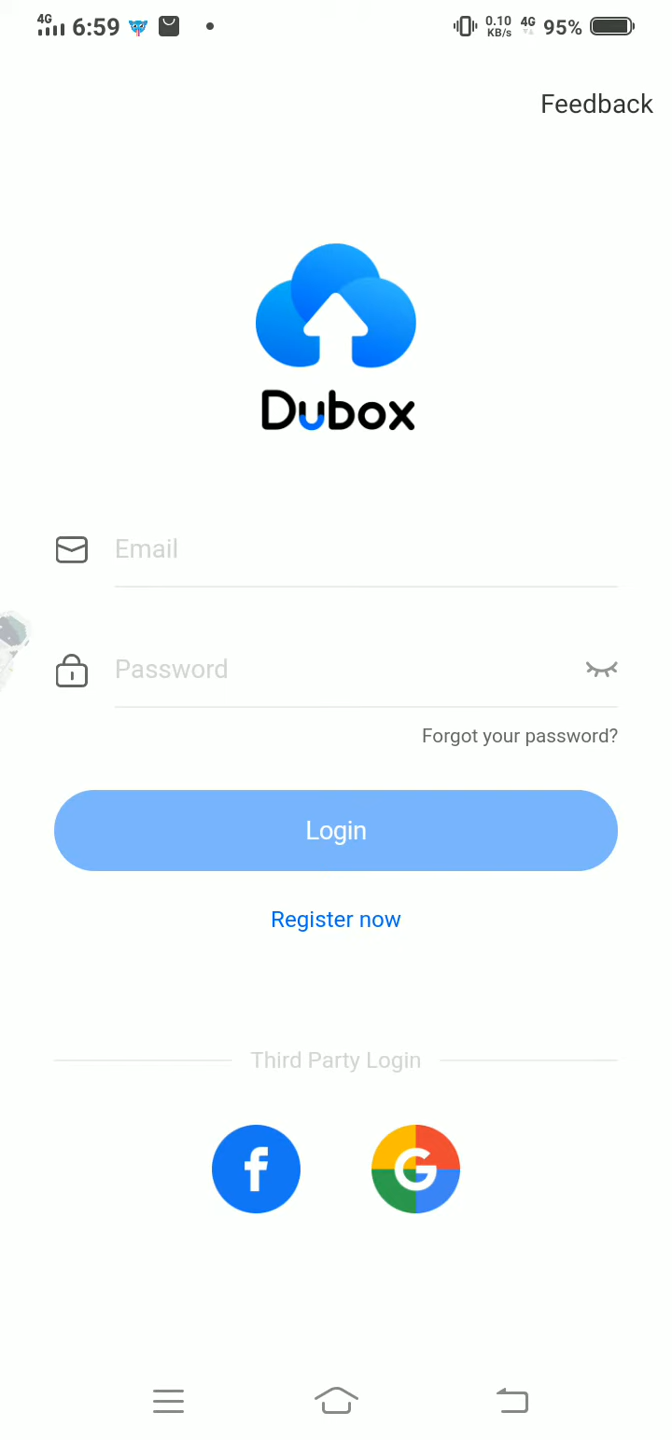 4G 6:59 0.10 KB/s 4G 95%
Feedback
Dubox
Email
Password
Forgot your password?
Login
Register now
Third Party Login
f G